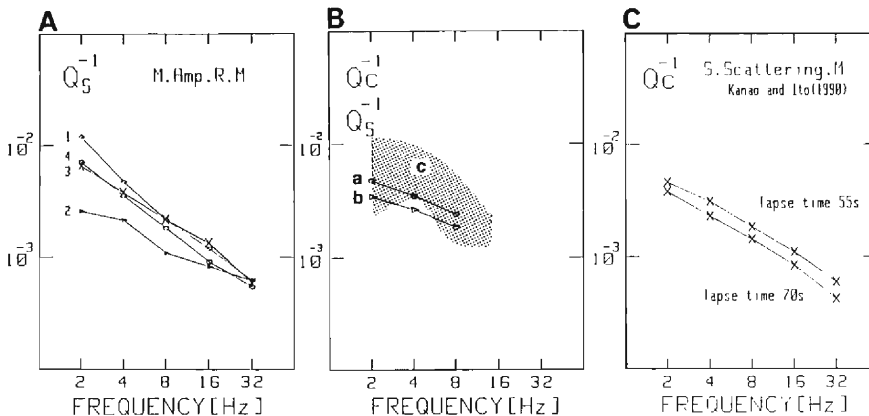 A
Q_S^-1
M.Amp.R.M
10^-2
10^-3
1
4
3
2
2 4 8 16 32
FREQUENCY[Hz]
B
Q_C^-1
Q_S^-1
10^-2
10^-3
a
b
c
2 4 8 16 32
FREQUENCY[Hz]
C
Q_C^-1
S.Scattering.M
Kanao and Ito(1990)
10^-2
10^-3
lapse time 55s
lapse time 70s
2 4 8 16 32
FREQUENCY[Hz]